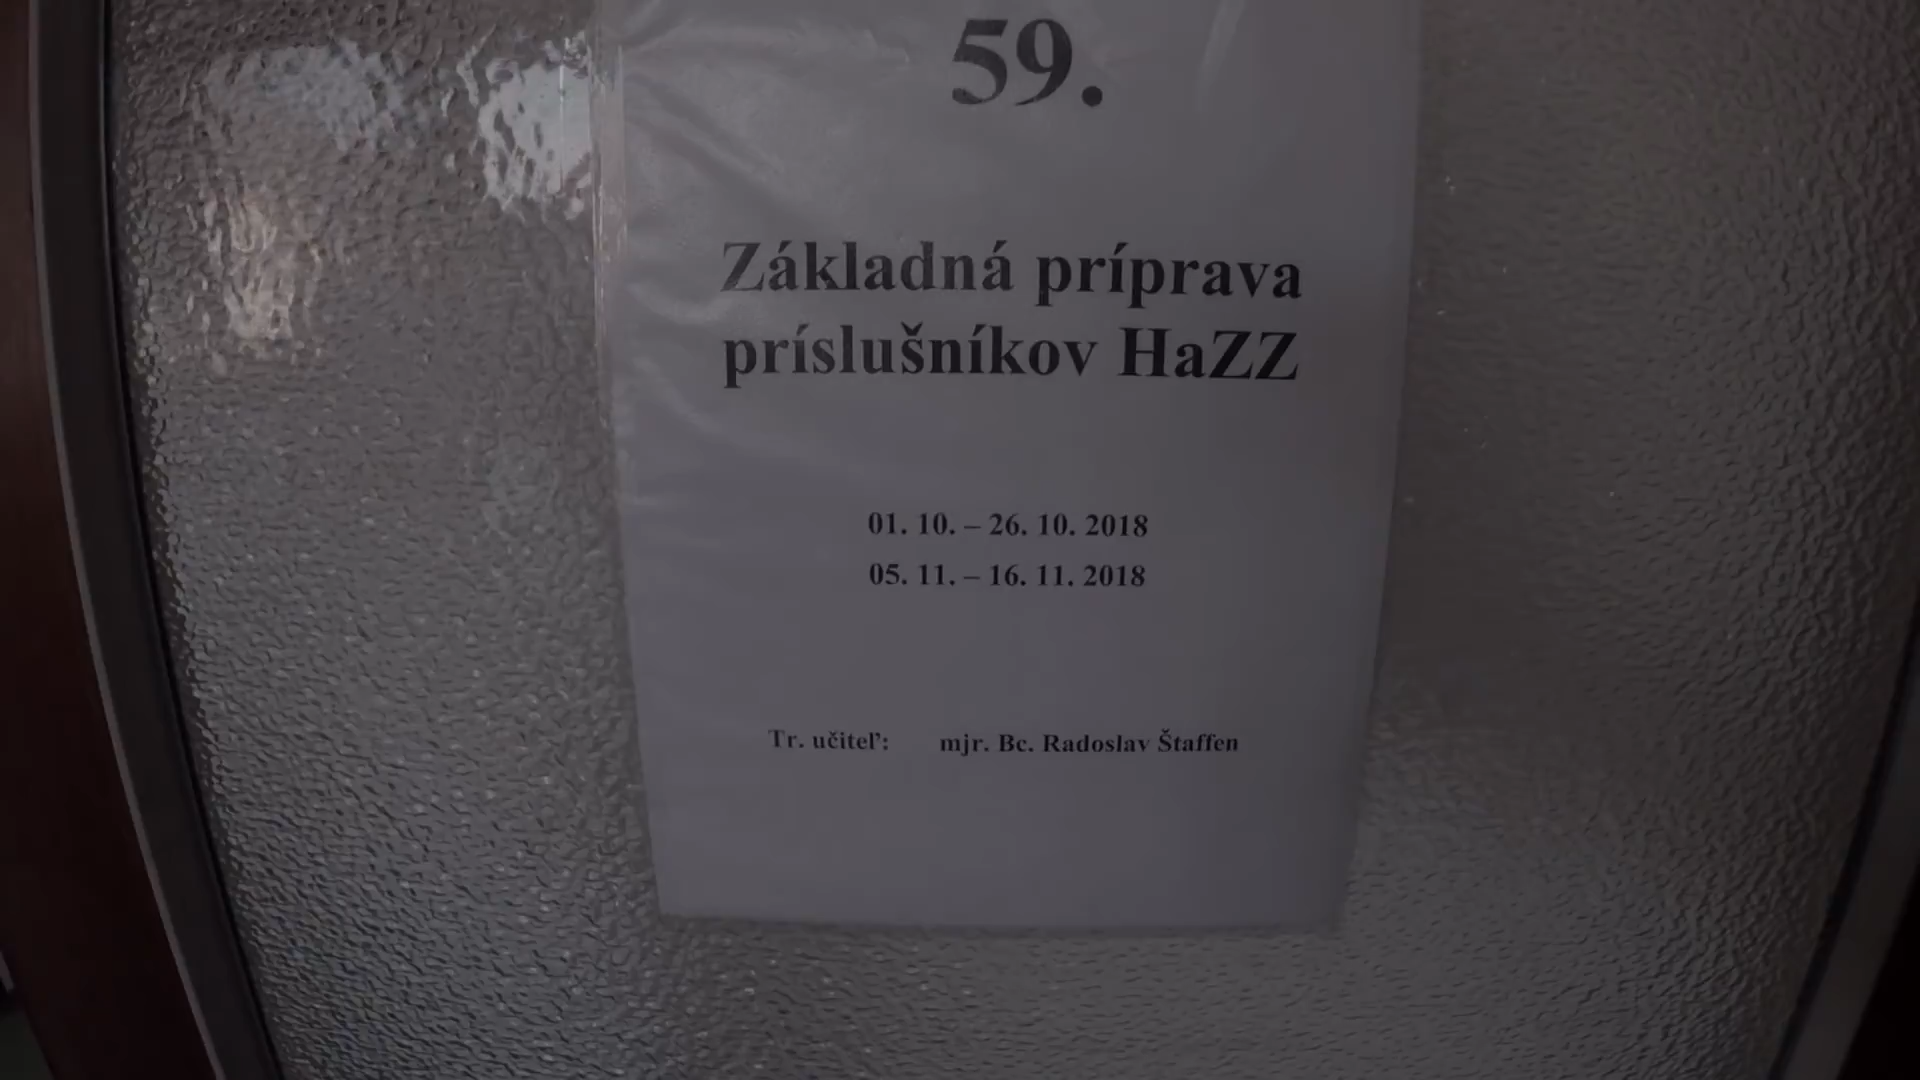 59.
Základná príprava
príslušníkov HaZZ
01. 10. – 26. 10. 2018
05. 11. – 16. 11. 2018
Tr. učiteľ: mjr. Bc. Radoslav Štaffen